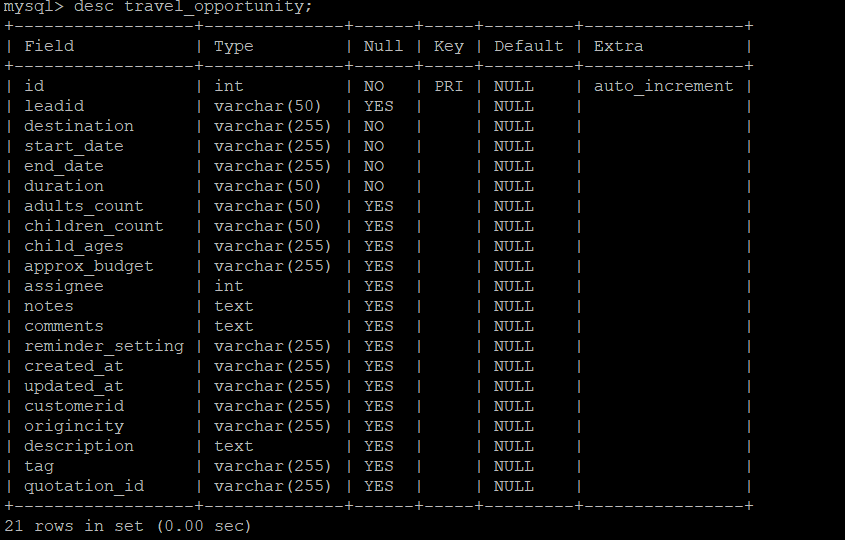 mysql> desc travel_opportunity;
+------------------+--------------+------+-----+---------+----------------+
| Field            | Type         | Null | Key | Default | Extra          |
+------------------+--------------+------+-----+---------+----------------+
| id               | int          | NO   | PRI | NULL    | auto_increment |
| leadid           | varchar(50)  | YES  |     | NULL    |                |
| destination      | varchar(255) | NO   |     | NULL    |                |
| start_date       | varchar(255) | NO   |     | NULL    |                |
| end_date         | varchar(255) | NO   |     | NULL    |                |
| duration         | varchar(50)  | NO   |     | NULL    |                |
| adults_count     | varchar(50)  | YES  |     | NULL    |                |
| children_count   | varchar(50)  | YES  |     | NULL    |                |
| child_ages       | varchar(255) | YES  |     | NULL    |                |
| approx_budget    | varchar(255) | YES  |     | NULL    |                |
| assignee         | int          | YES  |     | NULL    |                |
| notes            | text         | YES  |     | NULL    |                |
| comments         | text         | YES  |     | NULL    |                |
| reminder_setting | varchar(255) | YES  |     | NULL    |                |
| created_at       | varchar(255) | YES  |     | NULL    |                |
| updated_at       | varchar(255) | YES  |     | NULL    |                |
| customerid       | varchar(255) | YES  |     | NULL    |                |
| origincity       | varchar(255) | YES  |     | NULL    |                |
| description      | text         | YES  |     | NULL    |                |
| tag              | varchar(255) | YES  |     | NULL    |                |
| quotation_id     | varchar(255) | YES  |     | NULL    |                |
+------------------+--------------+------+-----+---------+----------------+
21 rows in set (0.00 sec)